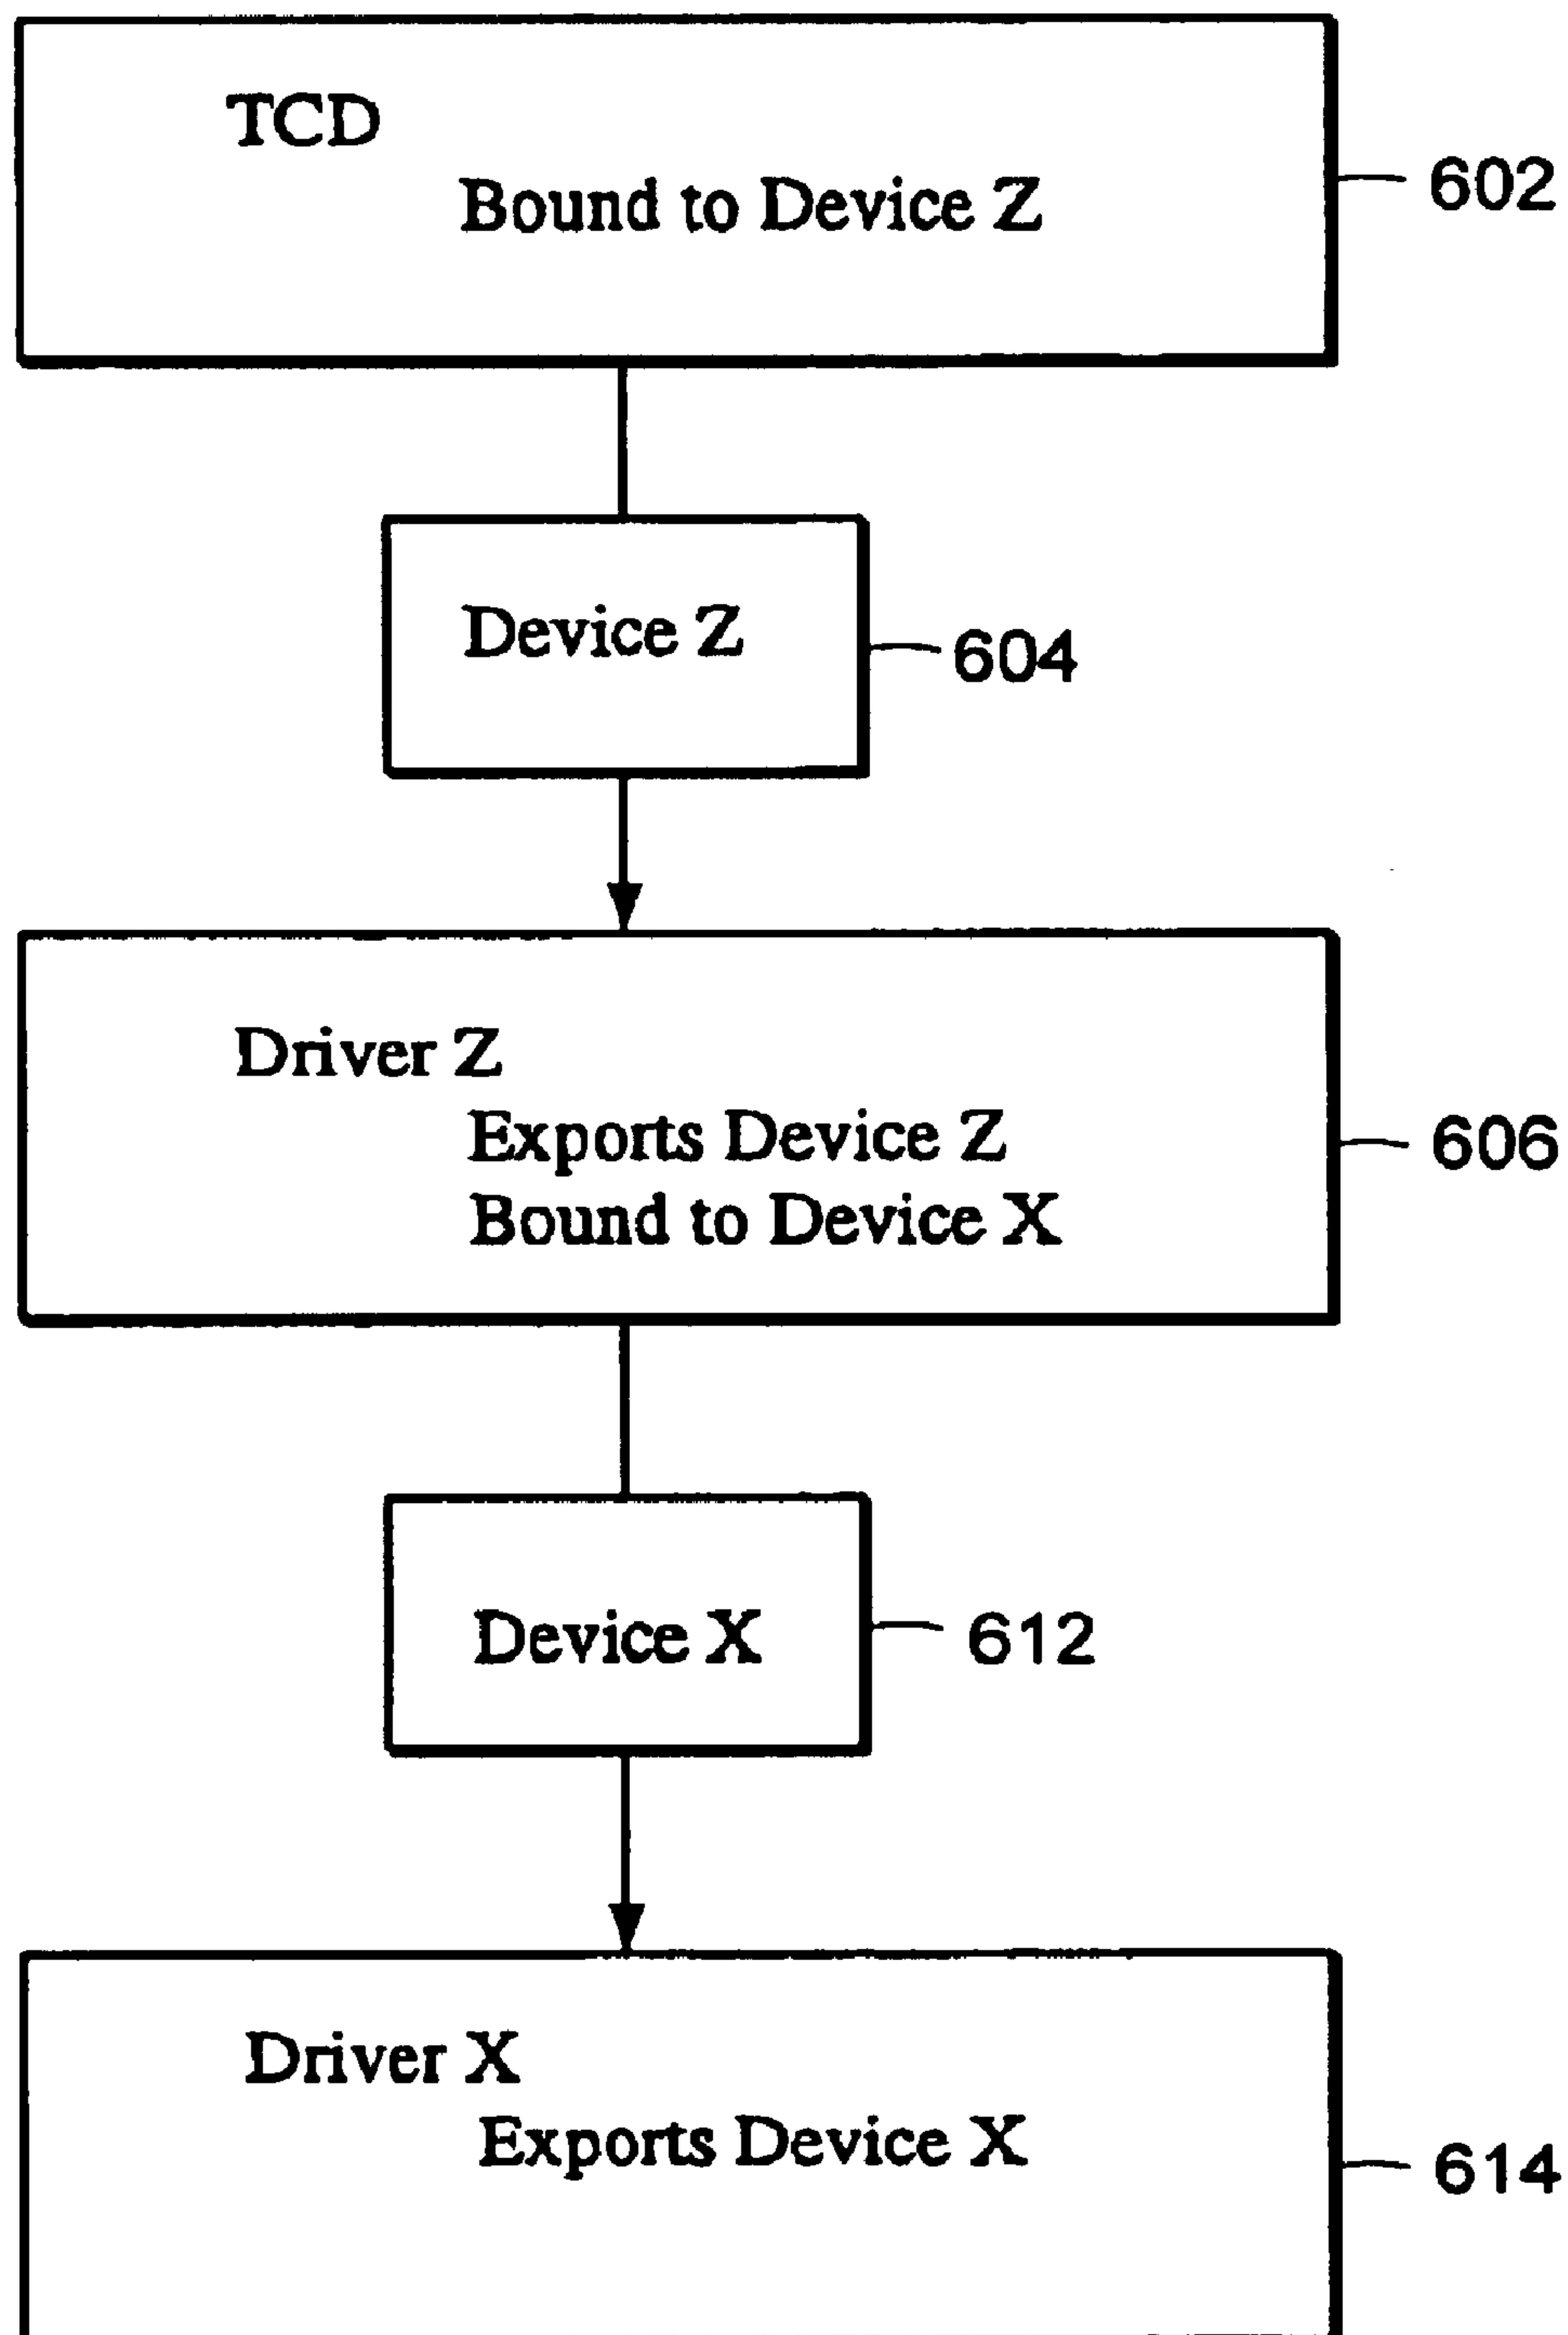 TCD
Bound to Device Z
602
Device Z
604
Driver Z
Exports Device Z
Bound to Device X
606
Device X
612
Driver X
Exports Device X
614